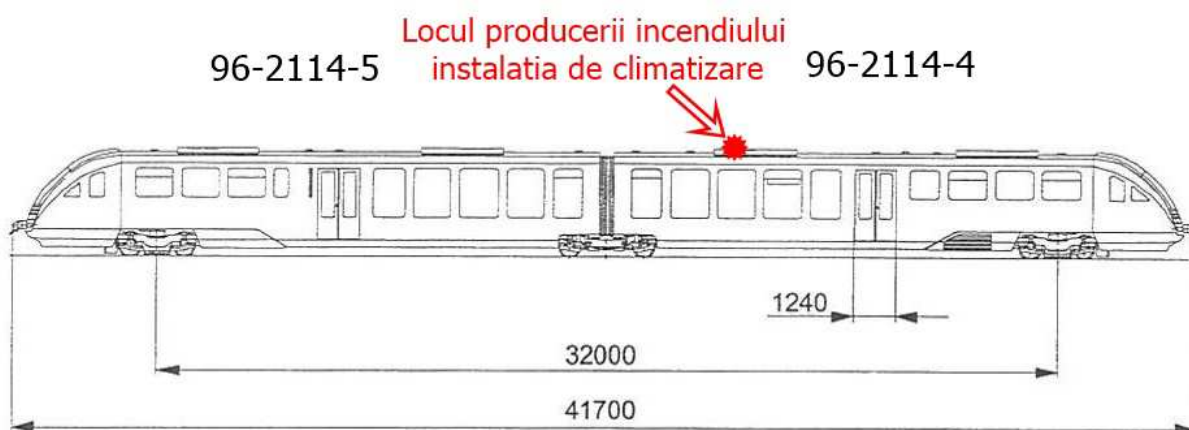 Locul producerii incendiului
instalatia de climatizare
96-2114-5
96-2114-4
1240
32000
41700